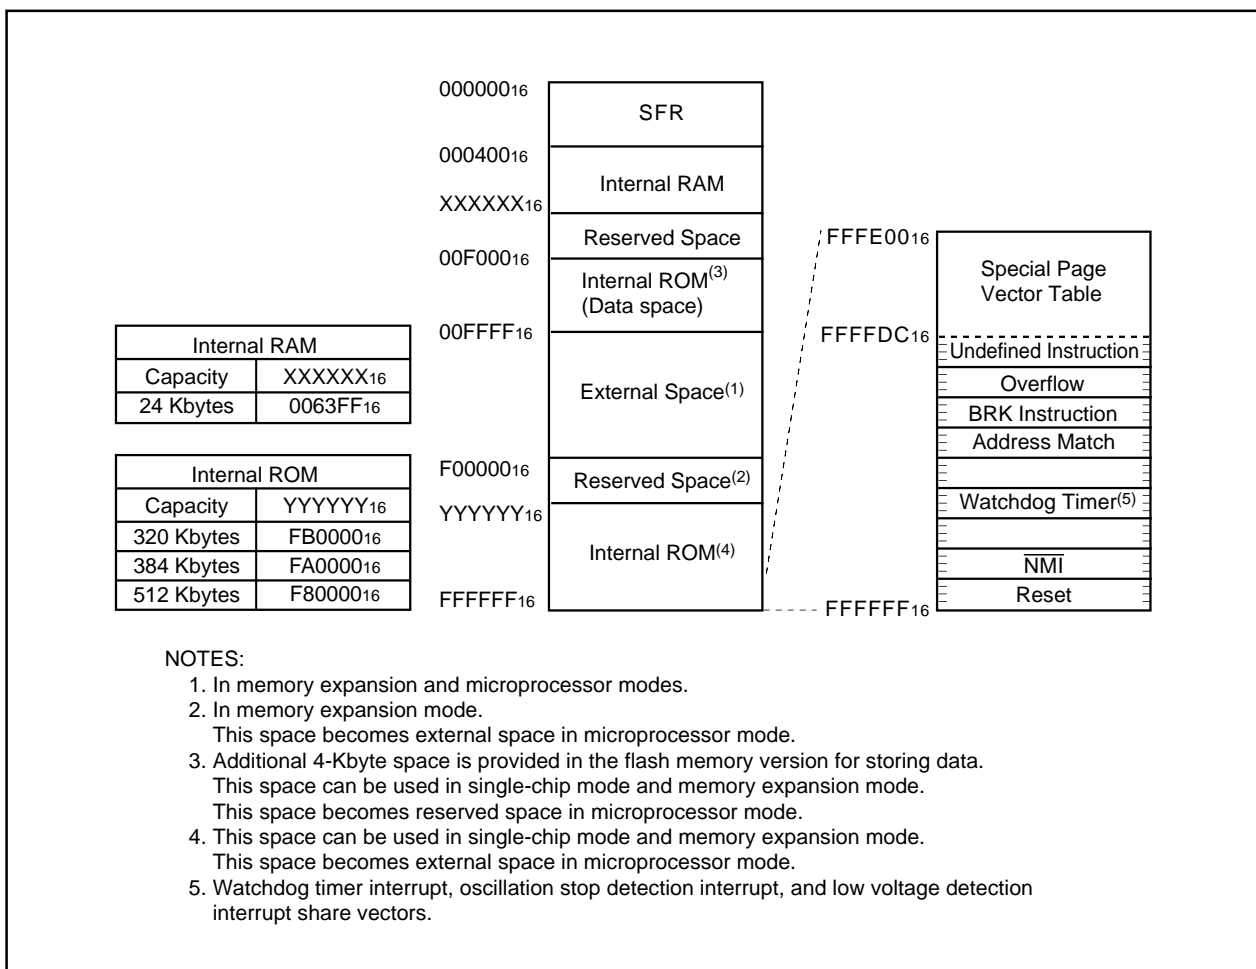 00000016
SFR
00040016
Internal RAM
XXXXXX16
Reserved Space
00F00016
Internal ROM(3)
(Data space)
00FFFF16
External Space(1)
F0000016
Reserved Space(2)
YYYYYY16
Internal ROM(4)
FFFFFF16
Internal RAM
Capacity XXXXXX16
24 Kbytes 0063FF16
Internal ROM
Capacity YYYYYY16
320 Kbytes FB000016
384 Kbytes FA000016
512 Kbytes F8000016
FFFE0016
Special Page
Vector Table
FFFFDC16
Undefined Instruction
Overflow
BRK Instruction
Address Match
Watchdog Timer(5)
NMI
Reset
FFFFFF16
NOTES:
1. In memory expansion and microprocessor modes.
2. In memory expansion mode.
This space becomes external space in microprocessor mode.
3. Additional 4-Kbyte space is provided in the flash memory version for storing data.
This space can be used in single-chip mode and memory expansion mode.
This space becomes reserved space in microprocessor mode.
4. This space can be used in single-chip mode and memory expansion mode.
This space becomes external space in microprocessor mode.
5. Watchdog timer interrupt, oscillation stop detection interrupt, and low voltage detection
interrupt share vectors.